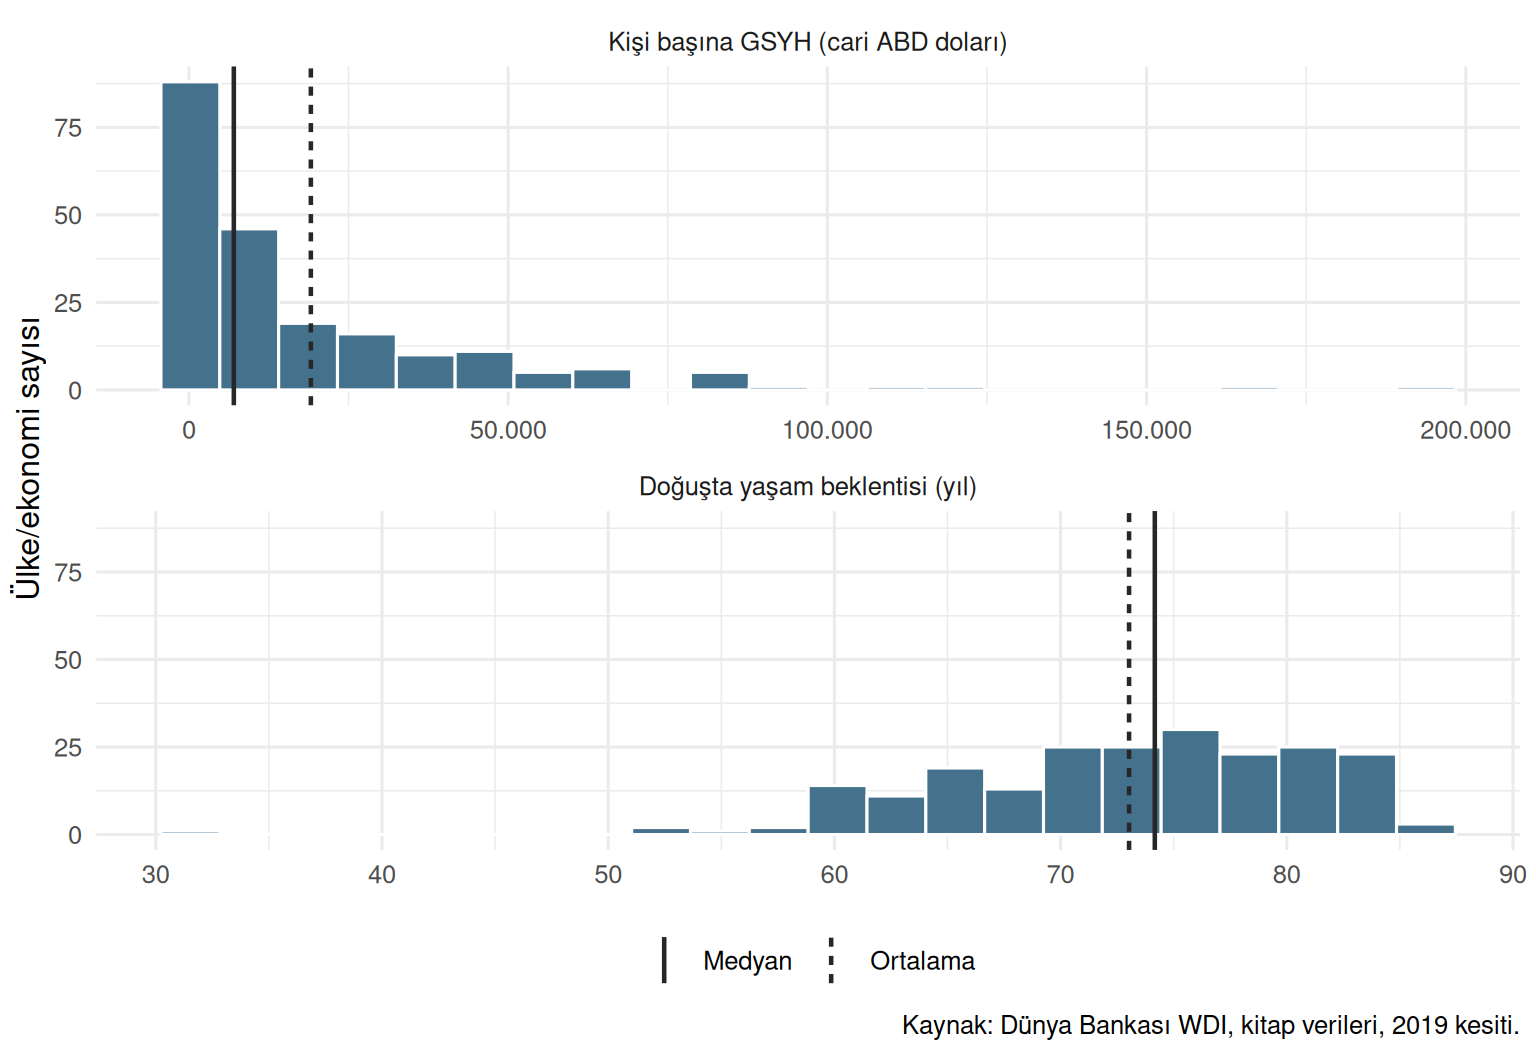 Kişi başına GSYH (cari ABD doları)
75
50
25
0
0 50.000 100.000 150.000 200.000
Ülke/ekonomi sayısı
Doğuşta yaşam beklentisi (yıl)
75
50
25
0
30 40 50 60 70 80 90
Medyan Ortalama
Kaynak: Dünya Bankası WDI, kitap verileri, 2019 kesiti.